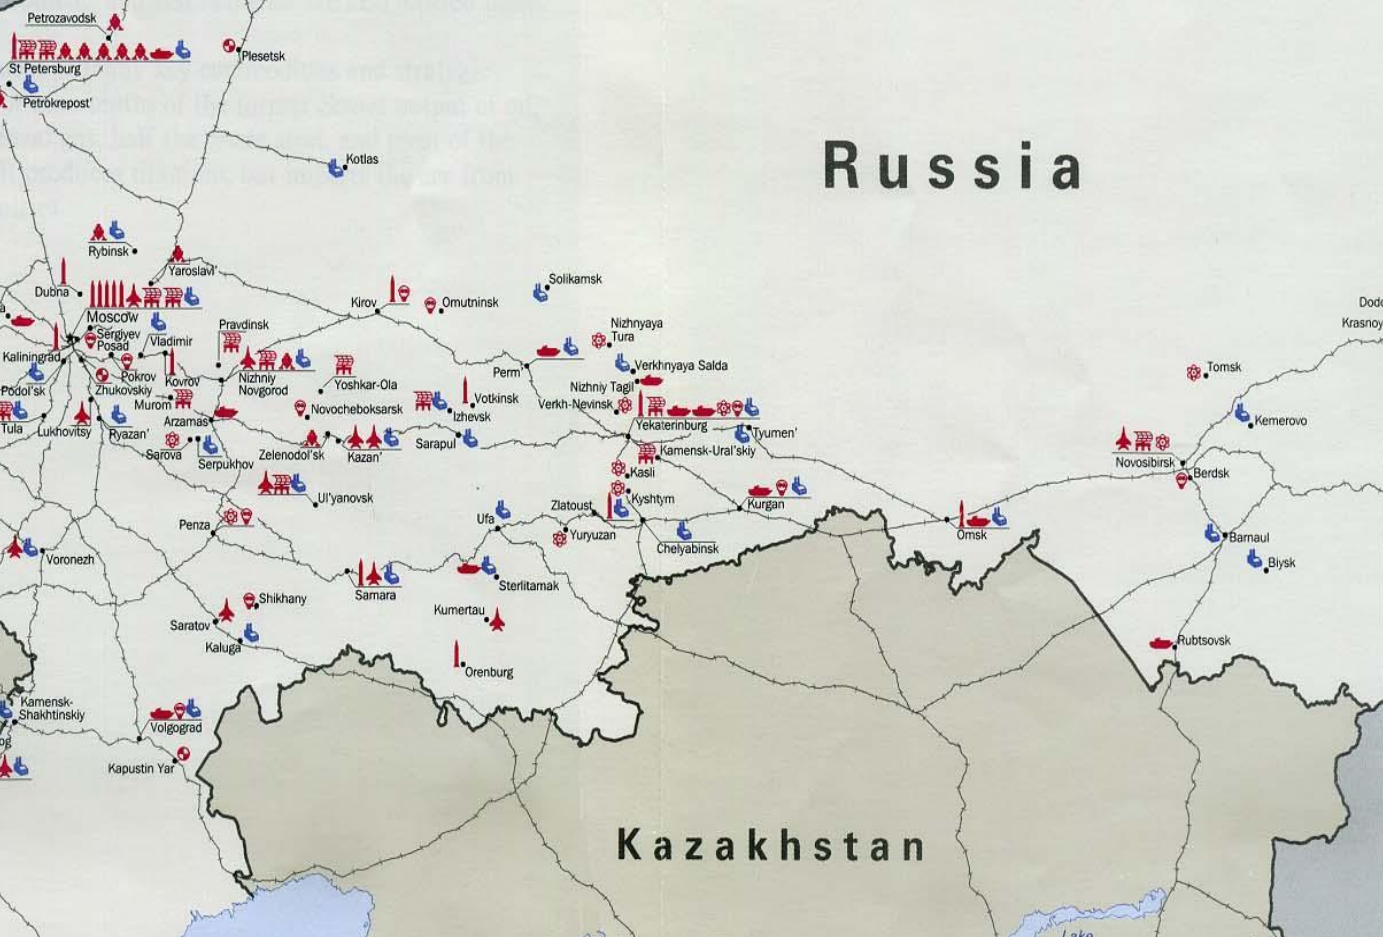 Petrozavodsk
Plesetsk
St Petersburg
Petrokrepost'
Kotlas
Russia
Rybinsk
Yaroslavl'
Dubna
Moscow
Sergiyev
Posad
Vladimir
Pravdinsk
Kirov
Omutninsk
Solikamsk
Nizhnyaya
Tura
Kaliningrad
Pokrov
Zhukovskiy
Kovrov
Nizhniy
Novgorod
Yoshkar-Ola
Perm'
Verkhnyaya Salda
Nizhniy Tagil
Verkh-Nevinsk
Tomsk
Podol'sk
Murom
Arzamas
Novocheboksarsk
Votkinsk
Izhevsk
Yekaterinburg
Tyumen'
Kemerovo
Tula
Lukhovitsy
Ryazan'
Sarova
Serpukhov
Zelenodol'sk
Kazan'
Sarapul
Kamensk-Ural'skiy
Kasli
Kyshtym
Novosibirsk
Berdsk
Ul'yanovsk
Penza
Ufa
Zlatoust
Yuryuzan
Chelyabinsk
Kurgan
Omsk
Barnaul
Biysk
Voronezh
Samara
Sterlitamak
Shikhany
Saratov
Kaluga
Kumertau
Orenburg
Rubtsovsk
Kamensk-
Shakhtinskiy
Volgograd
Kapustin Yar
Kazakhstan
Lake
Dodo
Krasnoy